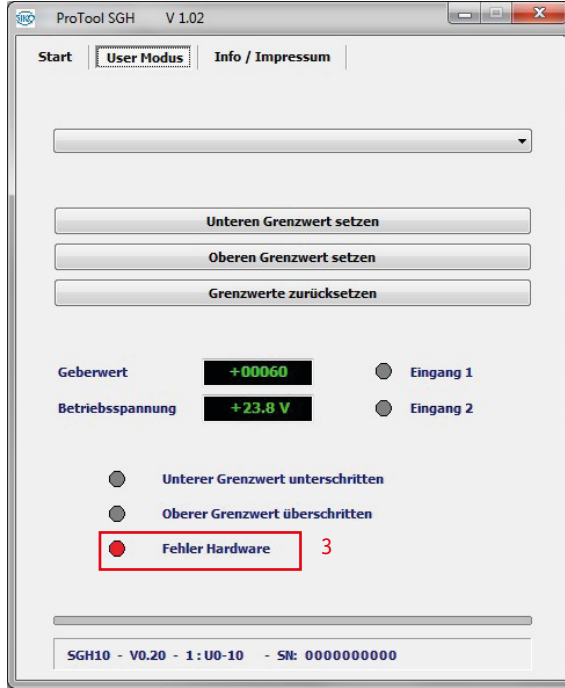 SIKO ProTool SGH V 1.02
Start User Modus Info / Impressum
Unteren Grenzwert setzen
Oberen Grenzwert setzen
Grenzwerte zurücksetzen
Geberwert +00060 Eingang 1
Betriebsspannung +23.8 V Eingang 2
Unterer Grenzwert unterschritten
Oberer Grenzwert überschritten
Fehler Hardware 3
SGH10 - V0.20 - 1 : U0-10 - SN: 0000000000